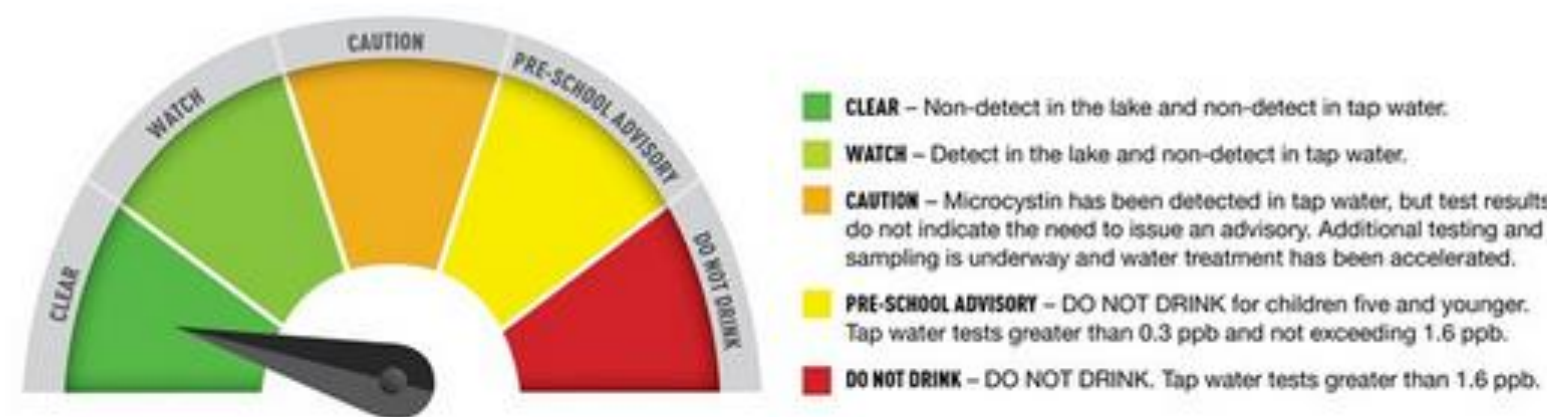 CLEAR
WATCH
CAUTION
PRE-SCHOOL ADVISORY
DO NOT DRINK
CLEAR – Non-detect in the lake and non-detect in tap water.
WATCH – Detect in the lake and non-detect in tap water.
CAUTION – Microcystin has been detected in tap water, but test results
do not indicate the need to issue an advisory. Additional testing and
sampling is underway and water treatment has been accelerated.
PRE-SCHOOL ADVISORY – DO NOT DRINK for children five and younger.
Tap water tests greater than 0.3 ppb and not exceeding 1.6 ppb.
DO NOT DRINK – DO NOT DRINK. Tap water tests greater than 1.6 ppb.